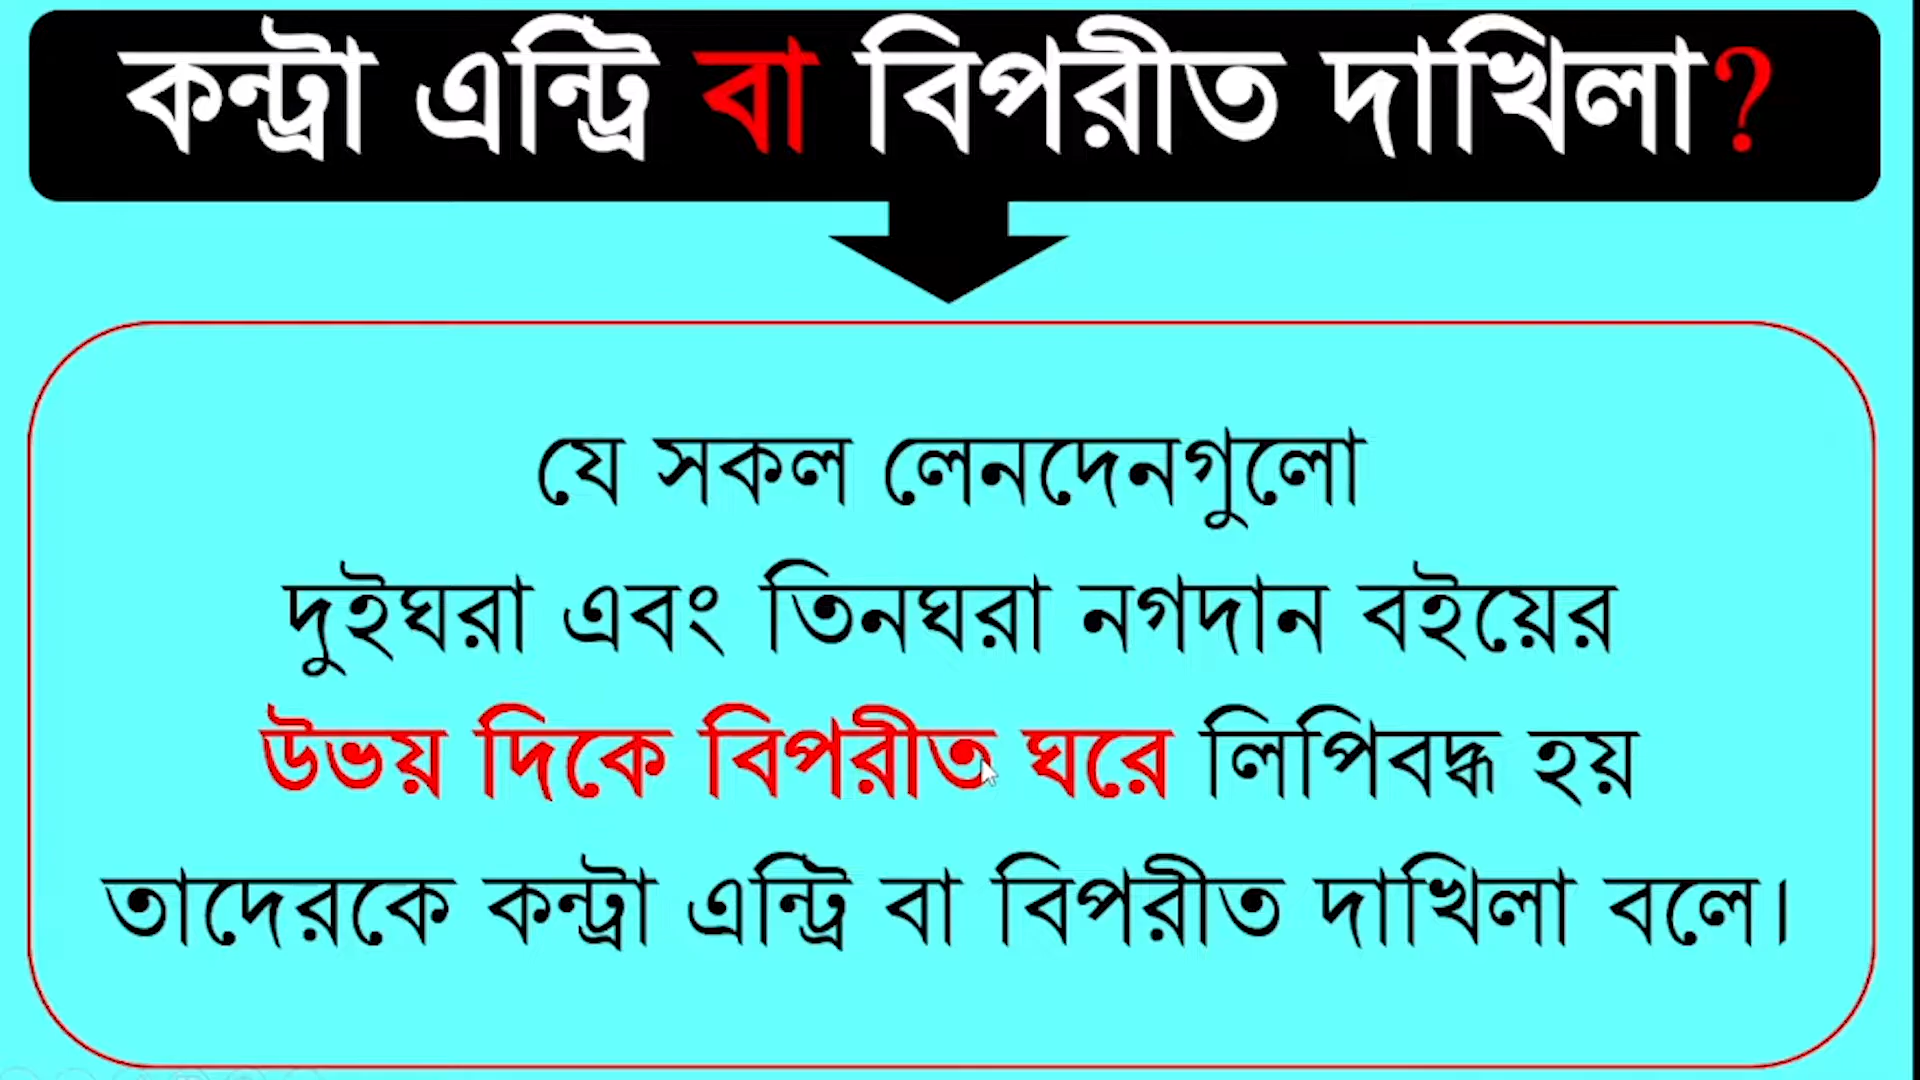 কন্ট্রা এন্ট্রি বা বিপরীত দাখিলা?
যে সকল লেনদেনগুলো
দুইঘরা এবং তিনঘরা নগদান বইয়ের
উভয় দিকে বিপরীত ঘরে লিপিবদ্ধ হয়
তাদেরকে কন্ট্রা এন্ট্রি বা বিপরীত দাখিলা বলে।